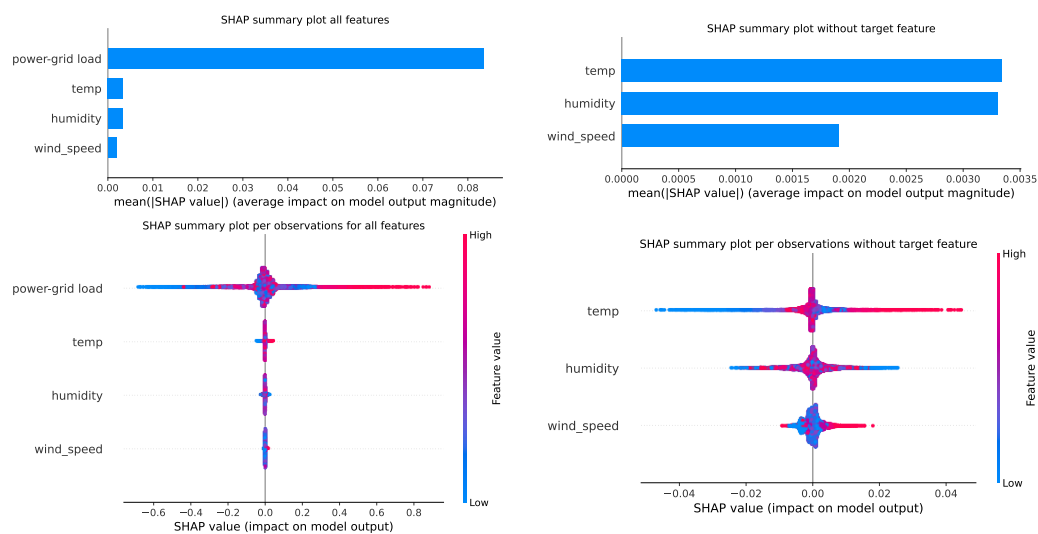 SHAP summary plot all features
power-grid load
temp
humidity
wind_speed
0.00 0.01 0.02 0.03 0.04 0.05 0.06 0.07 0.08
mean(|SHAP value|) (average impact on model output magnitude)
SHAP summary plot without target feature
temp
humidity
wind_speed
0.0000 0.0005 0.0010 0.0015 0.0020 0.0025 0.0030 0.0035
mean(|SHAP value|) (average impact on model output magnitude)
SHAP summary plot per observations for all features
High
power-grid load
temp
humidity
wind_speed
Feature value
Low
−0.6 −0.4 −0.2 0.0 0.2 0.4 0.6 0.8
SHAP value (impact on model output)
SHAP summary plot per observations without target feature
High
temp
humidity
wind_speed
Feature value
Low
−0.04 −0.02 0.00 0.02 0.04
SHAP value (impact on model output)